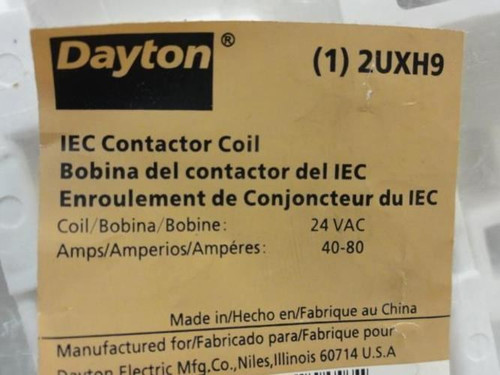 Dayton®
(1) 2UXH9
IEC Contactor Coil
Bobina del contactor del IEC
Enroulement de Conjoncteur du IEC
Coil/Bobina/Bobine: 24 VAC
Amps/Amperios/Ampéres: 40-80
Made in/Hecho en/Fabrique au China
Manufactured for/Fabricado para/Fabrique pour
Dayton Electric Mfg.Co.,Niles,Illinois 60714 U.S.A